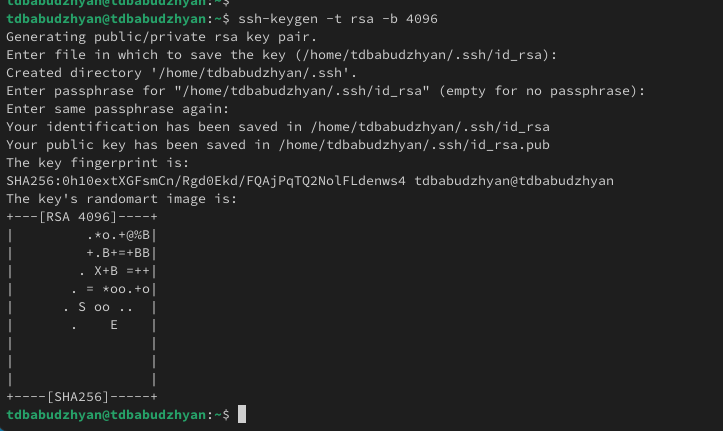 tdbabudzhyan@tdbabudzhyan:~$
tdbabudzhyan@tdbabudzhyan:~$ ssh-keygen -t rsa -b 4096
Generating public/private rsa key pair.
Enter file in which to save the key (/home/tdbabudzhyan/.ssh/id_rsa):
Created directory '/home/tdbabudzhyan/.ssh'.
Enter passphrase for "/home/tdbabudzhyan/.ssh/id_rsa" (empty for no passphrase):
Enter same passphrase again:
Your identification has been saved in /home/tdbabudzhyan/.ssh/id_rsa
Your public key has been saved in /home/tdbabudzhyan/.ssh/id_rsa.pub
The key fingerprint is:
SHA256:0h10extXGFsmCn/Rgd0Ekd/FQAjPqTQ2NolFLdenws4 tdbabudzhyan@tdbabudzhyan
The key's randomart image is:
+---[RSA 4096]----+
|         .*o.+@%B|
|         +.B+=+BB|
|        . X+B =++|
|       . = *oo.+o|
|      . S oo ..  |
|       .    E    |
|                 |
|                 |
|                 |
+----[SHA256]-----+
tdbabudzhyan@tdbabudzhyan:~$